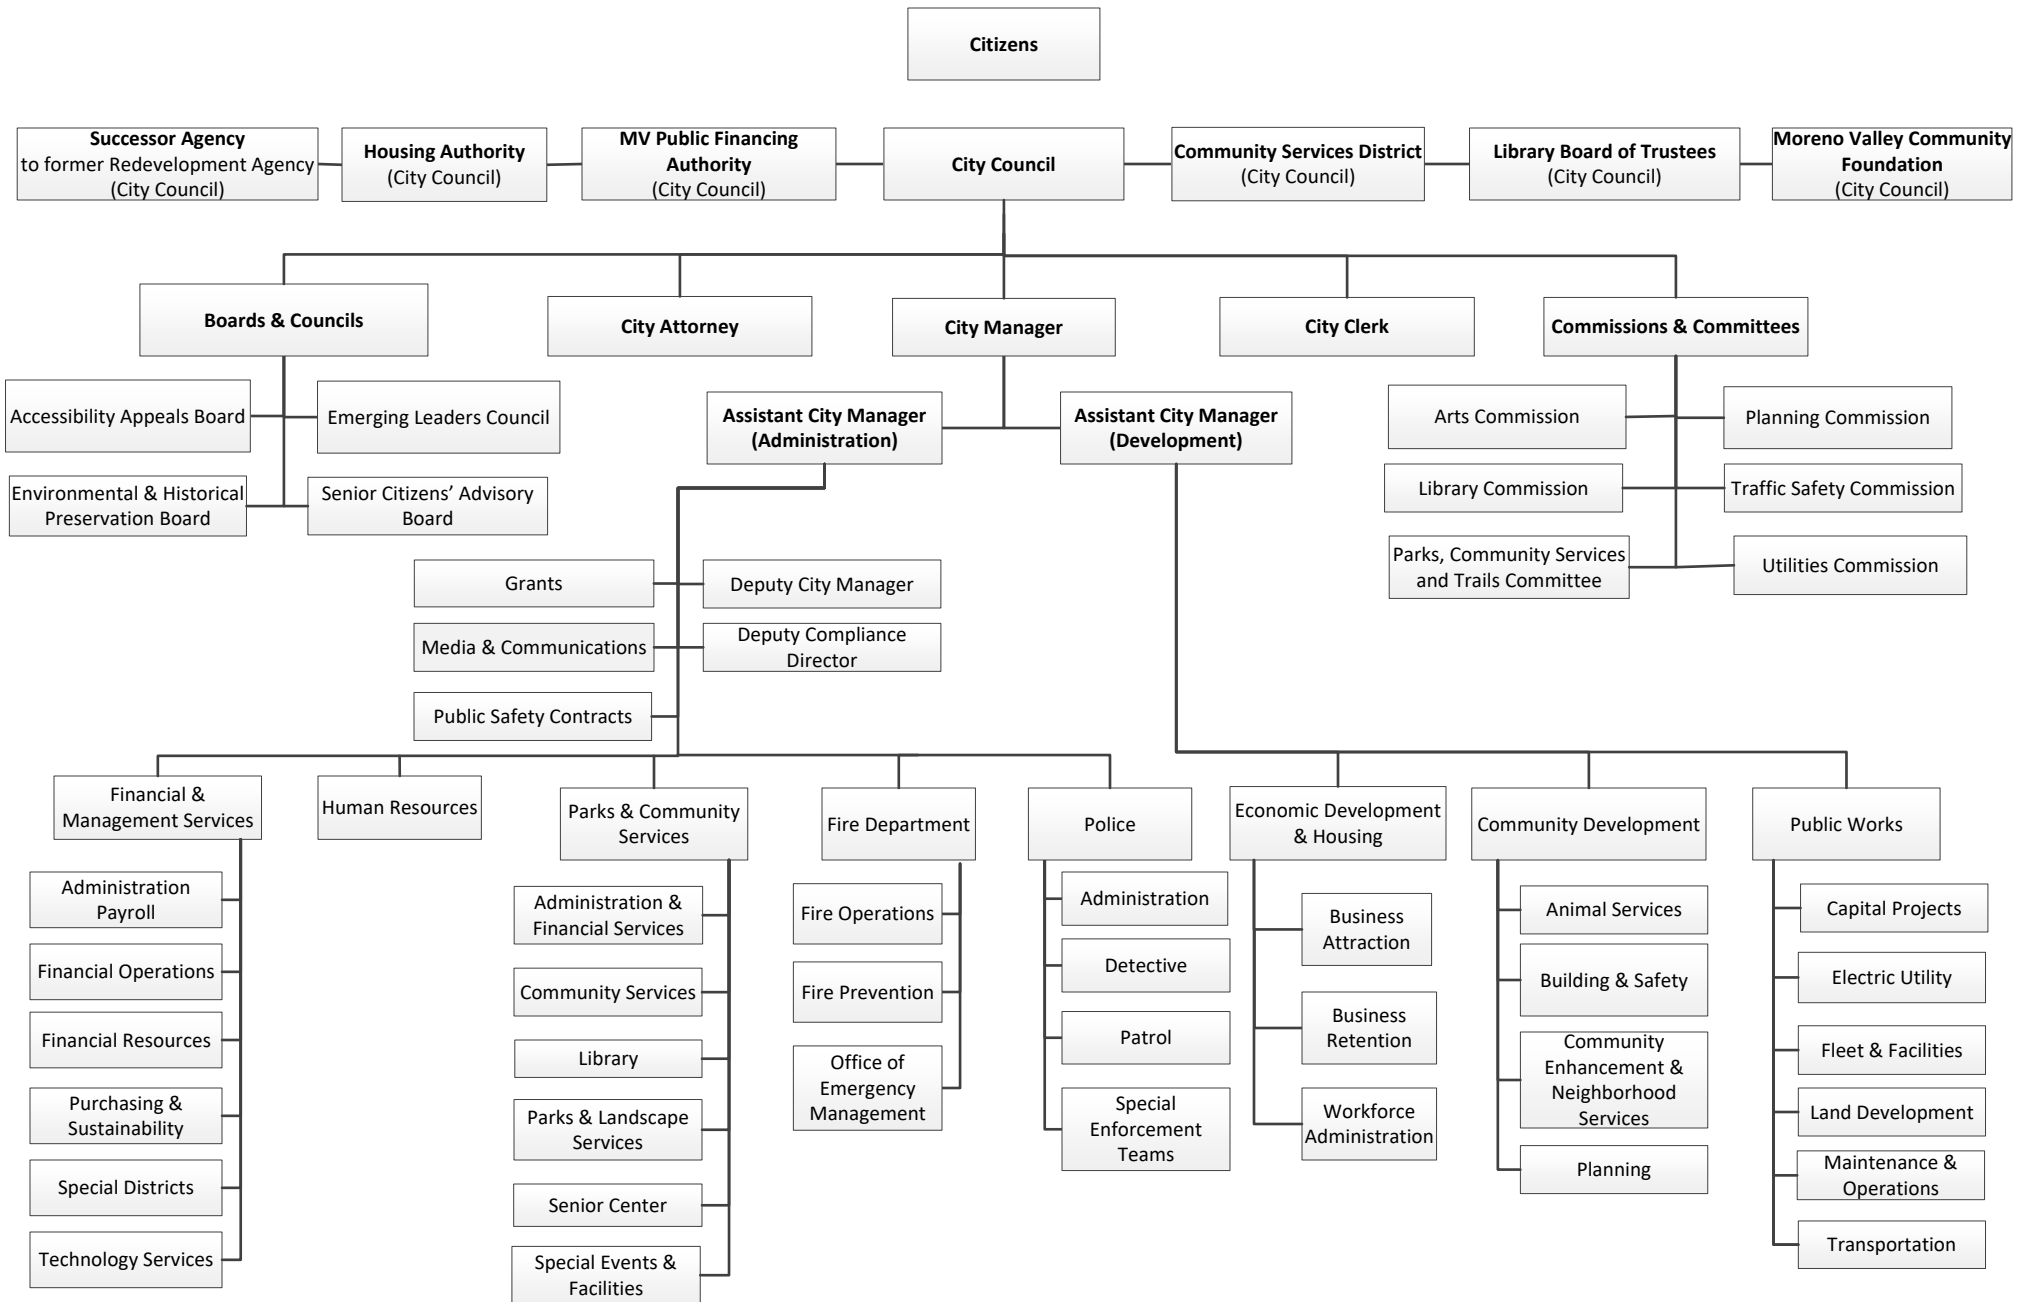 Citizens
Successor Agency
to former Redevelopment Agency
(City Council)
Housing Authority
(City Council)
MV Public Financing
Authority
(City Council)
City Council
Community Services District
(City Council)
Library Board of Trustees
(City Council)
Moreno Valley Community
Foundation
(City Council)
Boards & Councils
City Attorney
City Manager
City Clerk
Commissions & Committees
Accessibility Appeals Board
Emerging Leaders Council
Environmental & Historical
Preservation Board
Senior Citizens’ Advisory
Board
Assistant City Manager
(Administration)
Assistant City Manager
(Development)
Arts Commission
Planning Commission
Library Commission
Traffic Safety Commission
Parks, Community Services
and Trails Committee
Utilities Commission
Grants
Deputy City Manager
Media & Communications
Deputy Compliance
Director
Public Safety Contracts
Financial &
Management Services
Human Resources
Parks & Community
Services
Fire Department
Police
Economic Development
& Housing
Community Development
Public Works
Administration
Payroll
Financial Operations
Financial Resources
Purchasing &
Sustainability
Special Districts
Technology Services
Administration &
Financial Services
Community Services
Library
Parks & Landscape
Services
Senior Center
Special Events &
Facilities
Fire Operations
Fire Prevention
Office of
Emergency
Management
Administration
Detective
Patrol
Special
Enforcement
Teams
Business
Attraction
Business
Retention
Workforce
Administration
Animal Services
Building & Safety
Community
Enhancement &
Neighborhood
Services
Planning
Capital Projects
Electric Utility
Fleet & Facilities
Land Development
Maintenance &
Operations
Transportation